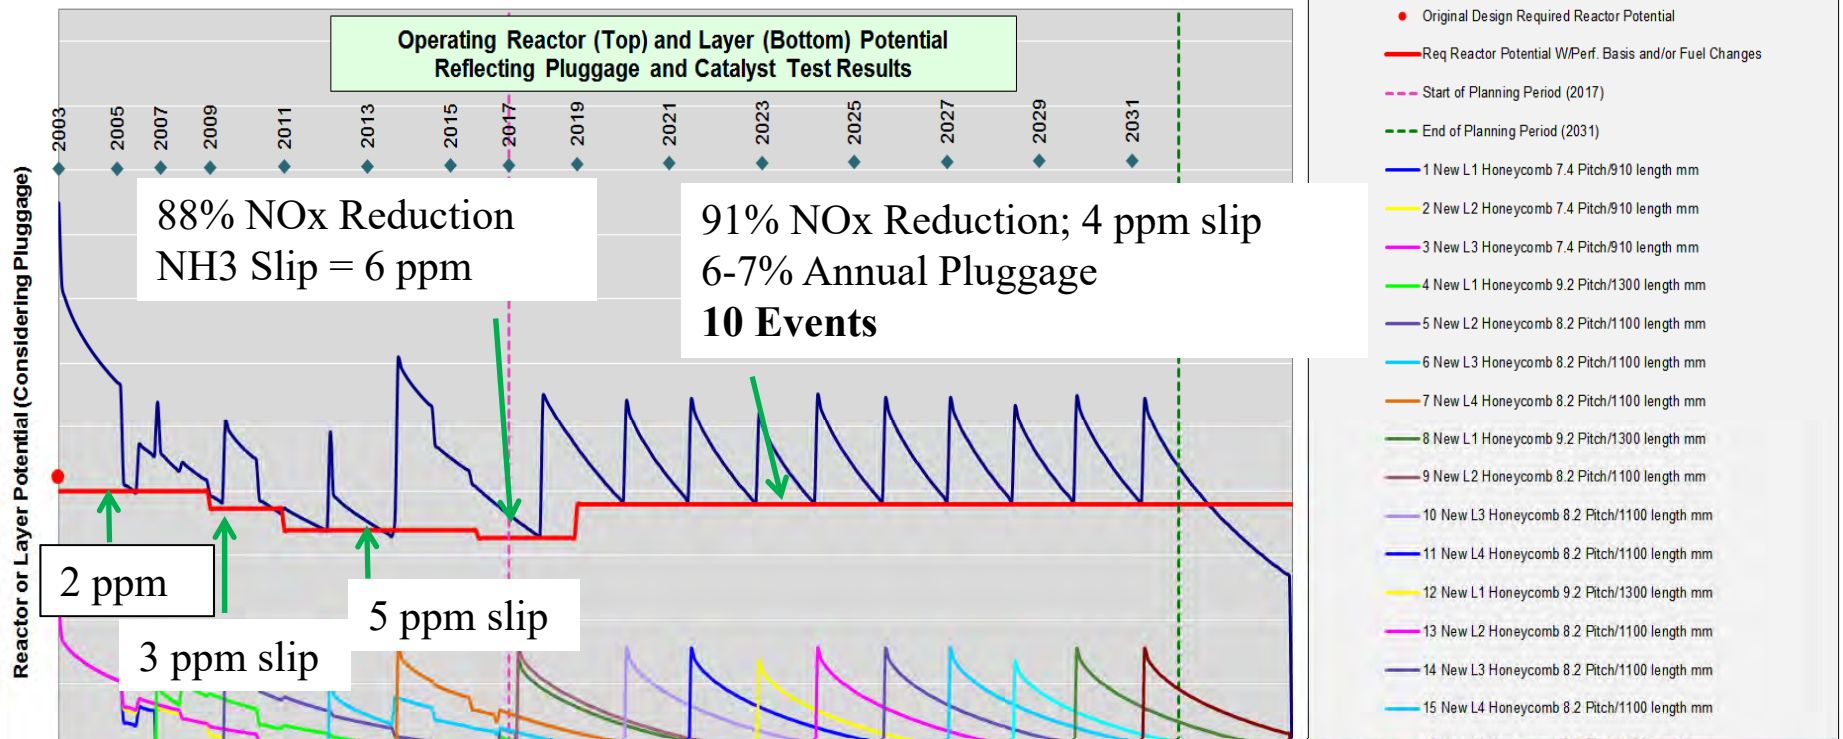 Operating Reactor (Top) and Layer (Bottom) Potential
Reflecting Pluggage and Catalyst Test Results
Reactor or Layer Potential (Considering Pluggage)
2003
2005
2007
2009
2011
2013
2015
2017
2019
2021
2023
2025
2027
2029
2031
88% NOx Reduction
NH3 Slip = 6 ppm
91% NOx Reduction; 4 ppm slip
6-7% Annual Pluggage
10 Events
2 ppm
3 ppm slip
5 ppm slip
Original Design Required Reactor Potential
Req Reactor Potential W/Perf. Basis and/or Fuel Changes
Start of Planning Period (2017)
End of Planning Period (2031)
1 New L1 Honeycomb 7.4 Pitch/910 length mm
2 New L2 Honeycomb 7.4 Pitch/910 length mm
3 New L3 Honeycomb 7.4 Pitch/910 length mm
4 New L1 Honeycomb 9.2 Pitch/1300 length mm
5 New L2 Honeycomb 8.2 Pitch/1100 length mm
6 New L3 Honeycomb 8.2 Pitch/1100 length mm
7 New L4 Honeycomb 8.2 Pitch/1100 length mm
8 New L1 Honeycomb 9.2 Pitch/1300 length mm
9 New L2 Honeycomb 8.2 Pitch/1100 length mm
10 New L3 Honeycomb 8.2 Pitch/1100 length mm
11 New L4 Honeycomb 8.2 Pitch/1100 length mm
12 New L1 Honeycomb 9.2 Pitch/1300 length mm
13 New L2 Honeycomb 8.2 Pitch/1100 length mm
14 New L3 Honeycomb 8.2 Pitch/1100 length mm
15 New L4 Honeycomb 8.2 Pitch/1100 length mm